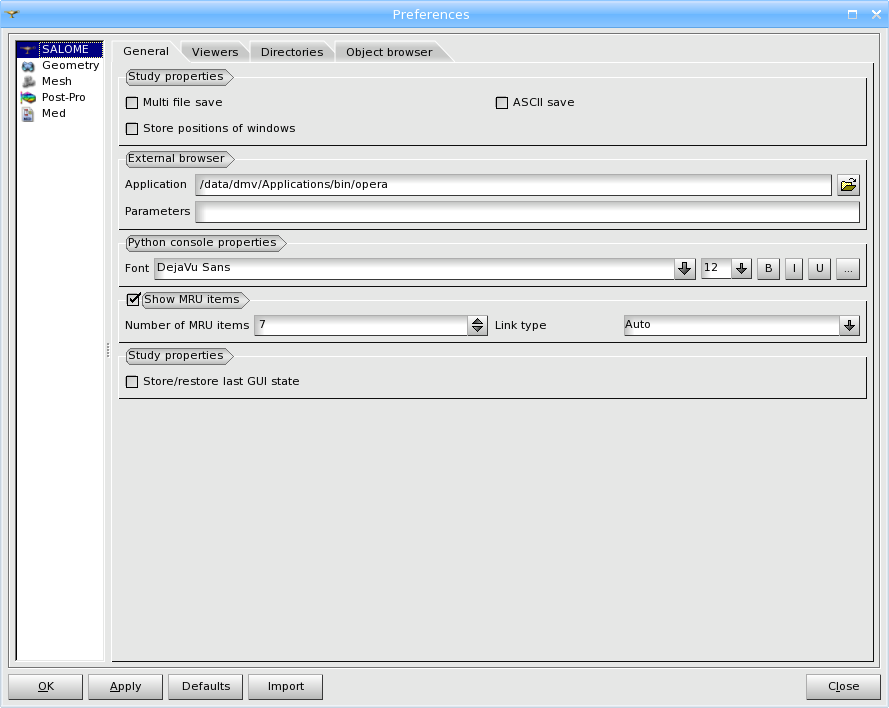 Preferences
SALOME
Geometry
Mesh
Post-Pro
Med
General Viewers Directories Object browser
Study properties
Multi file save ASCII save
Store positions of windows
External browser
Application /data/dmv/Applications/bin/opera
Parameters
Python console properties
Font DejaVu Sans 12 B I U ...
Show MRU items
Number of MRU items 7 Link type Auto
Study properties
Store/restore last GUI state
OK Apply Defaults Import Close